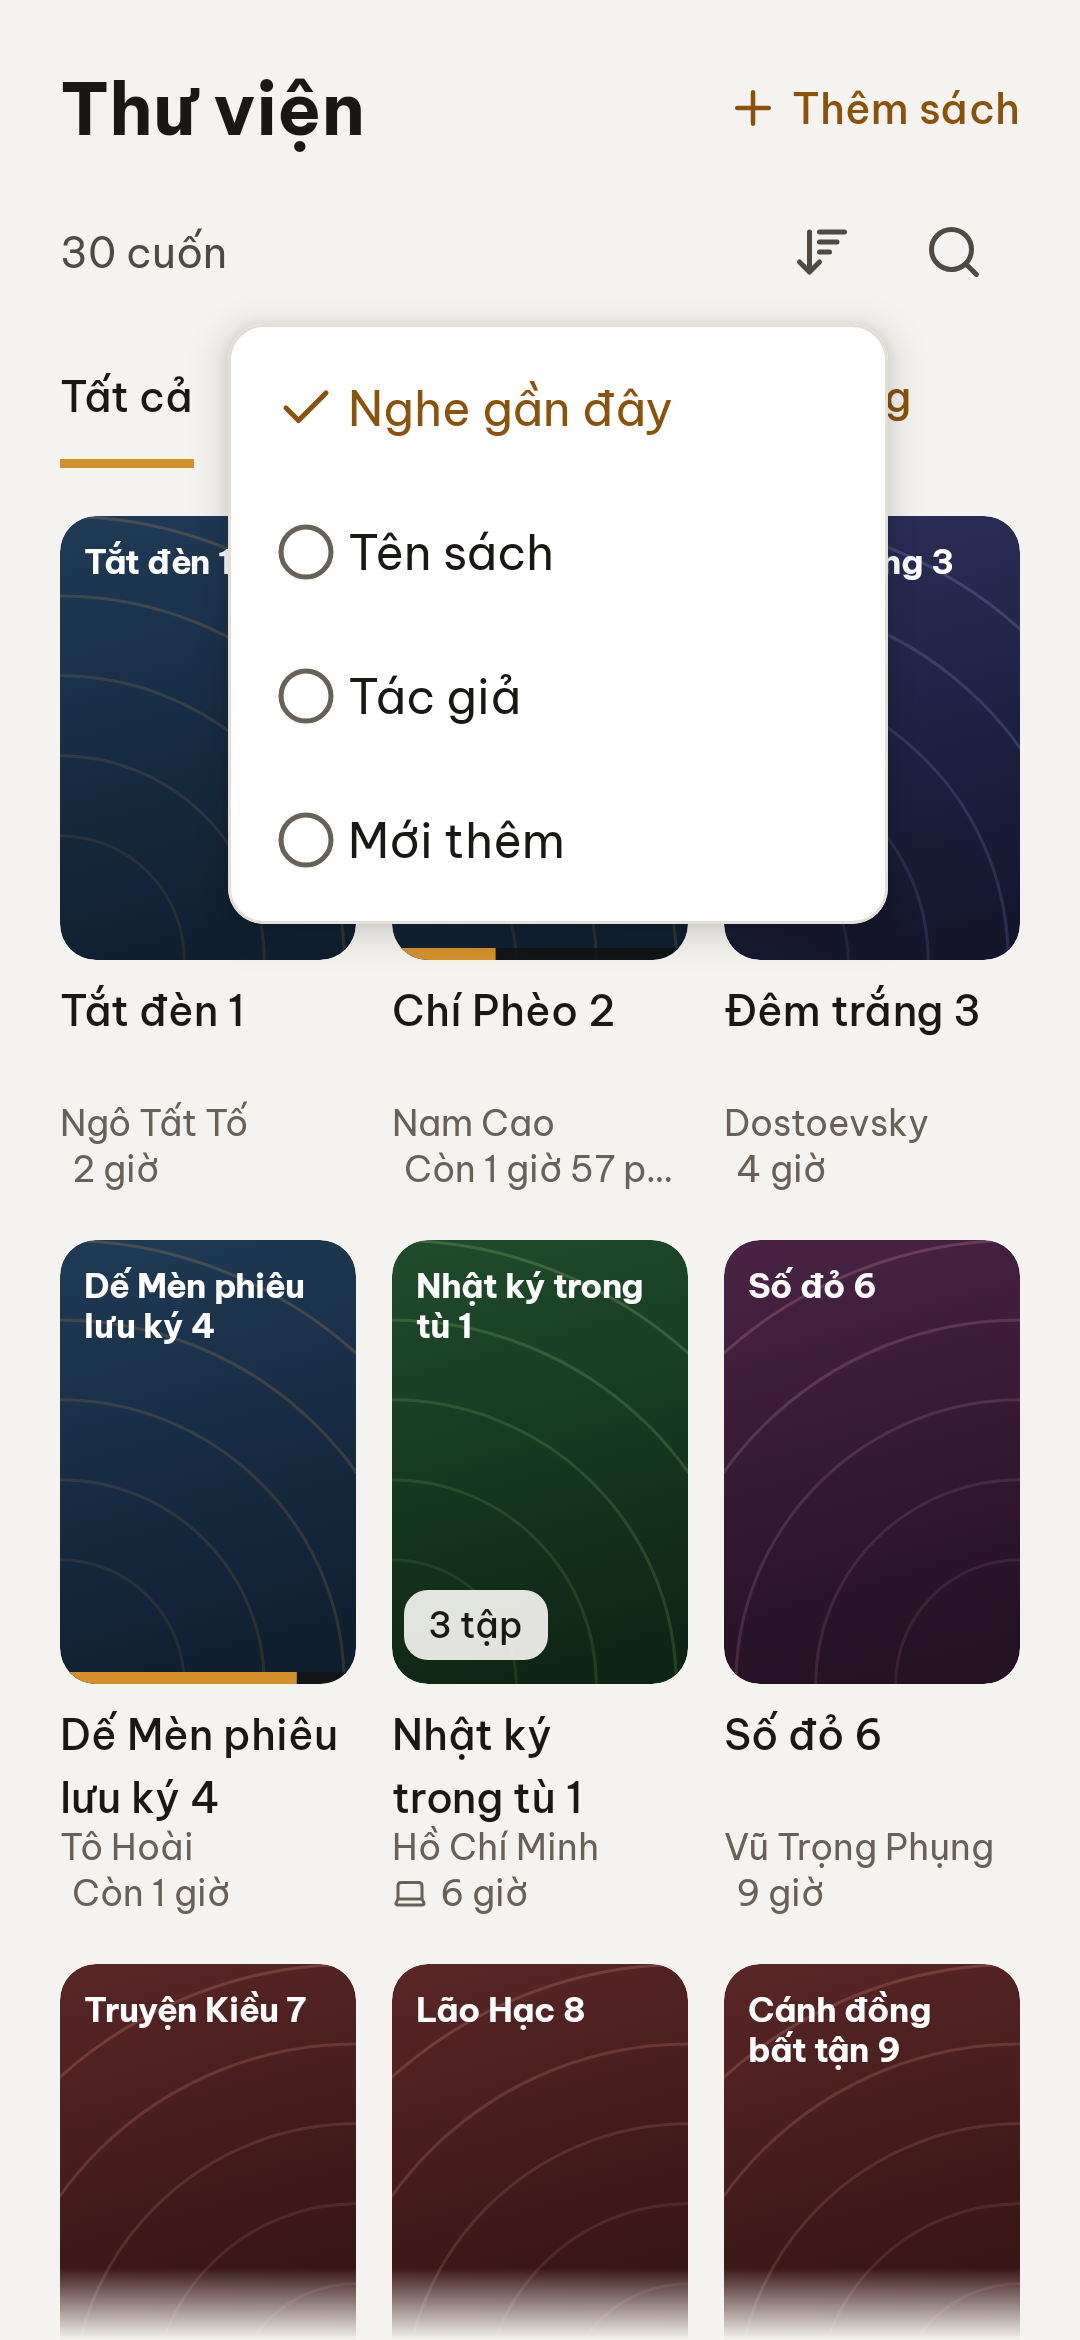 Thư viện
Thêm sách
30 cuốn
Tất cả
Nghe gần đây
Tên sách
Tác giả
Mới thêm
Tắt đèn 1
3
Tắt đèn 1
Chí Phèo 2
Đêm trắng 3
Ngô Tất Tố
Nam Cao
Dostoevsky
2 giờ
Còn 1 giờ 57 p...
4 giờ
Dế Mèn phiêu
lưu ký 4
Nhật ký trong
tù 1
Số đỏ 6
3 tập
Dế Mèn phiêu
lưu ký 4
Nhật ký
trong tù 1
Số đỏ 6
Tô Hoài
Hồ Chí Minh
Vũ Trọng Phụng
Còn 1 giờ
6 giờ
9 giờ
Truyện Kiều 7
Lão Hạc 8
Cánh đồng
bất tận 9